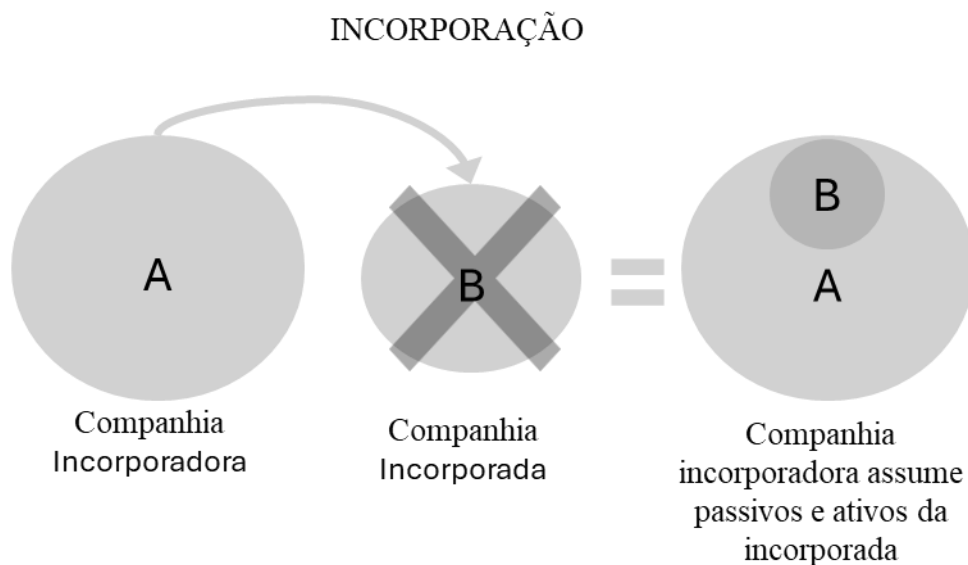 INCORPORAÇÃO
A
B
B
A
Companhia
Incorporadora
Companhia
Incorporada
Companhia
incorporadora assume
passivos e ativos da
incorporada